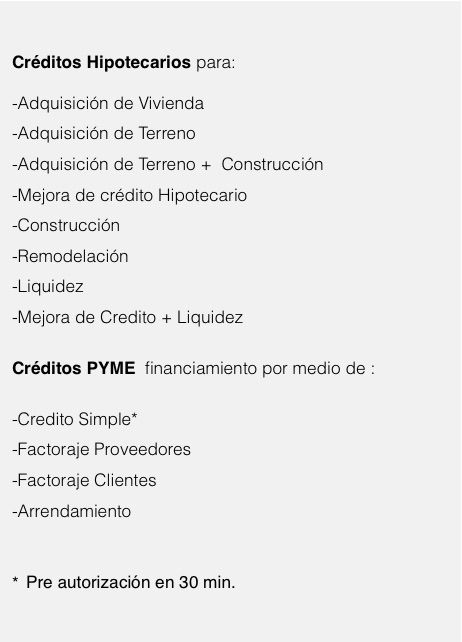 Créditos Hipotecarios para:
-Adquisición de Vivienda
-Adquisición de Terreno
-Adquisición de Terreno + Construcción
-Mejora de crédito Hipotecario
-Construcción
-Remodelación
-Liquidez
-Mejora de Credito + Liquidez
Créditos PYME financiamiento por medio de :
-Credito Simple*
-Factoraje Proveedores
-Factoraje Clientes
-Arrendamiento
* Pre autorización en 30 min.